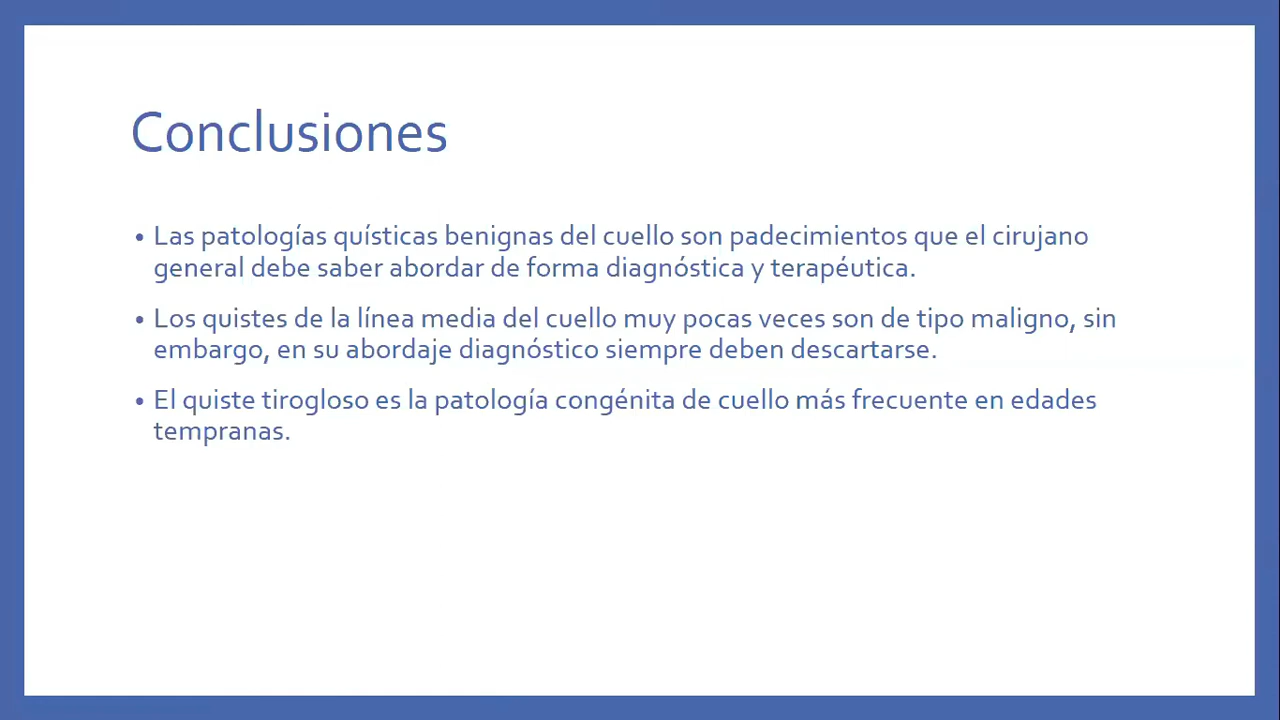 Conclusiones
• Las patologías quísticas benignas del cuello son padecimientos que el cirujano
general debe saber abordar de forma diagnóstica y terapéutica.
• Los quistes de la línea media del cuello muy pocas veces son de tipo maligno, sin
embargo, en su abordaje diagnóstico siempre deben descartarse.
• El quiste tirogloso es la patología congénita de cuello más frecuente en edades
tempranas.